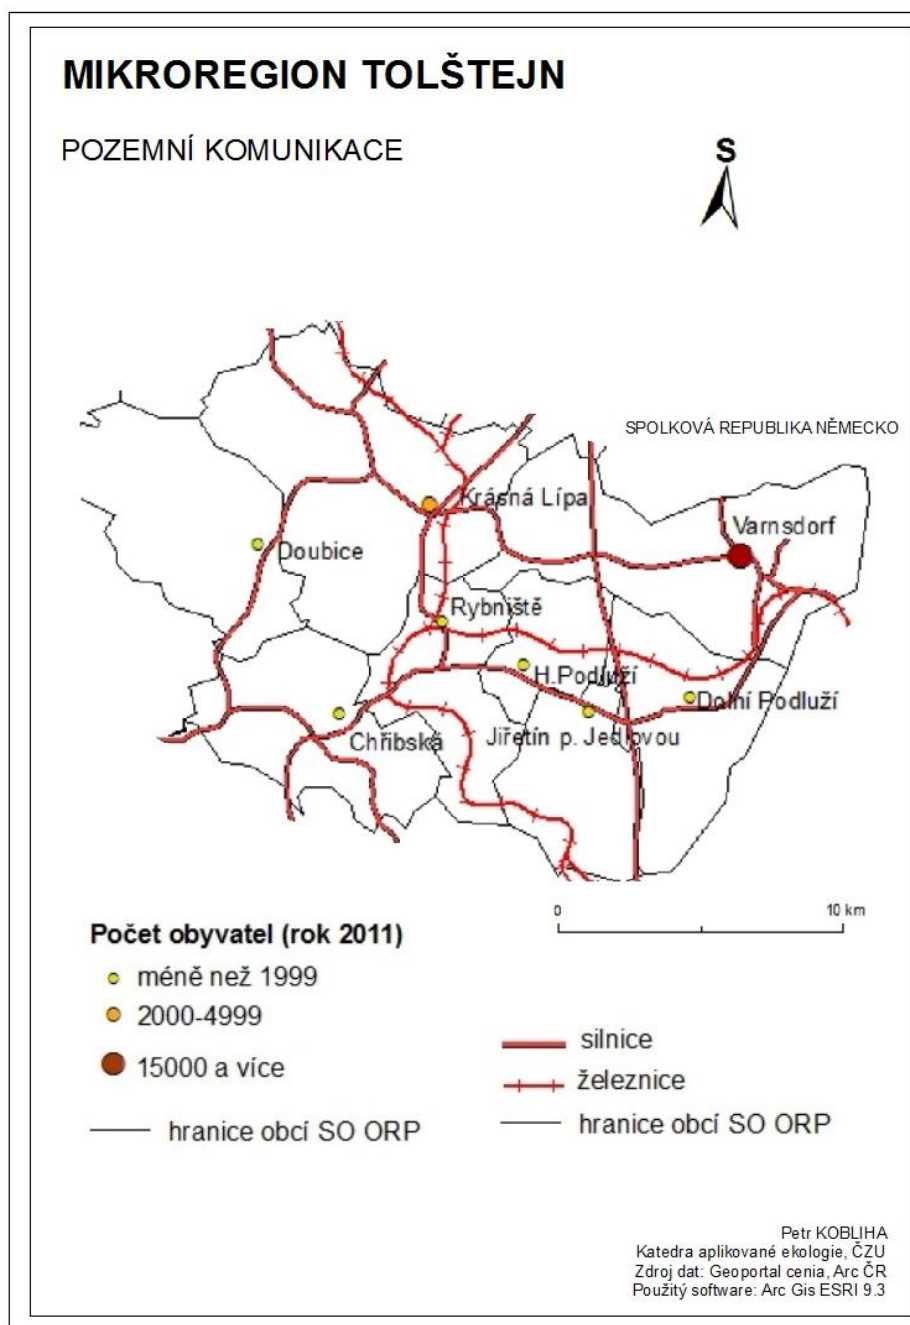 MIKROREGION TOLŠTEJN
POZEMNÍ KOMUNIKACE
S
SPOLKOVÁ REPUBLIKA NĚMECKO
Krásná Lípa
Varnsdorf
Doubice
Rybniště
H.Podluží
Dolní Podluží
Chřibská
Jiřetín p. Jedlovou
0
10 km
Počet obyvatel (rok 2011)
méně než 1999
2000-4999
15000 a více
hranice obcí SO ORP
silnice
železnice
hranice obcí SO ORP
Petr KOBLIHA
Katedra aplikované ekologie, ČZU
Zdroj dat: Geoportal cenia, Arc ČR
Použitý software: Arc Gis ESRI 9.3